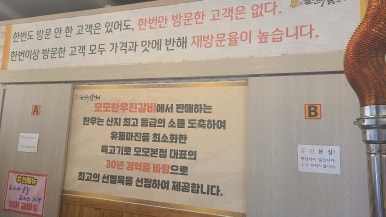 한번도 방문 안 한 고객은 있어도, 한번만 방문한 고객은 없다.
한번이상 방문한 고객 모두 가격과 맛에 반해 재방문율이 높습니다.
A
B
모모한우진갈비에서 판매하는
한우는 산지 최고 등급의 소를 도축하여
유통마진을 최소화한
육고기로 모모본정 대표의
30년 경력을 바탕으로
최고의 선별육을 선정하여 제공합니다.